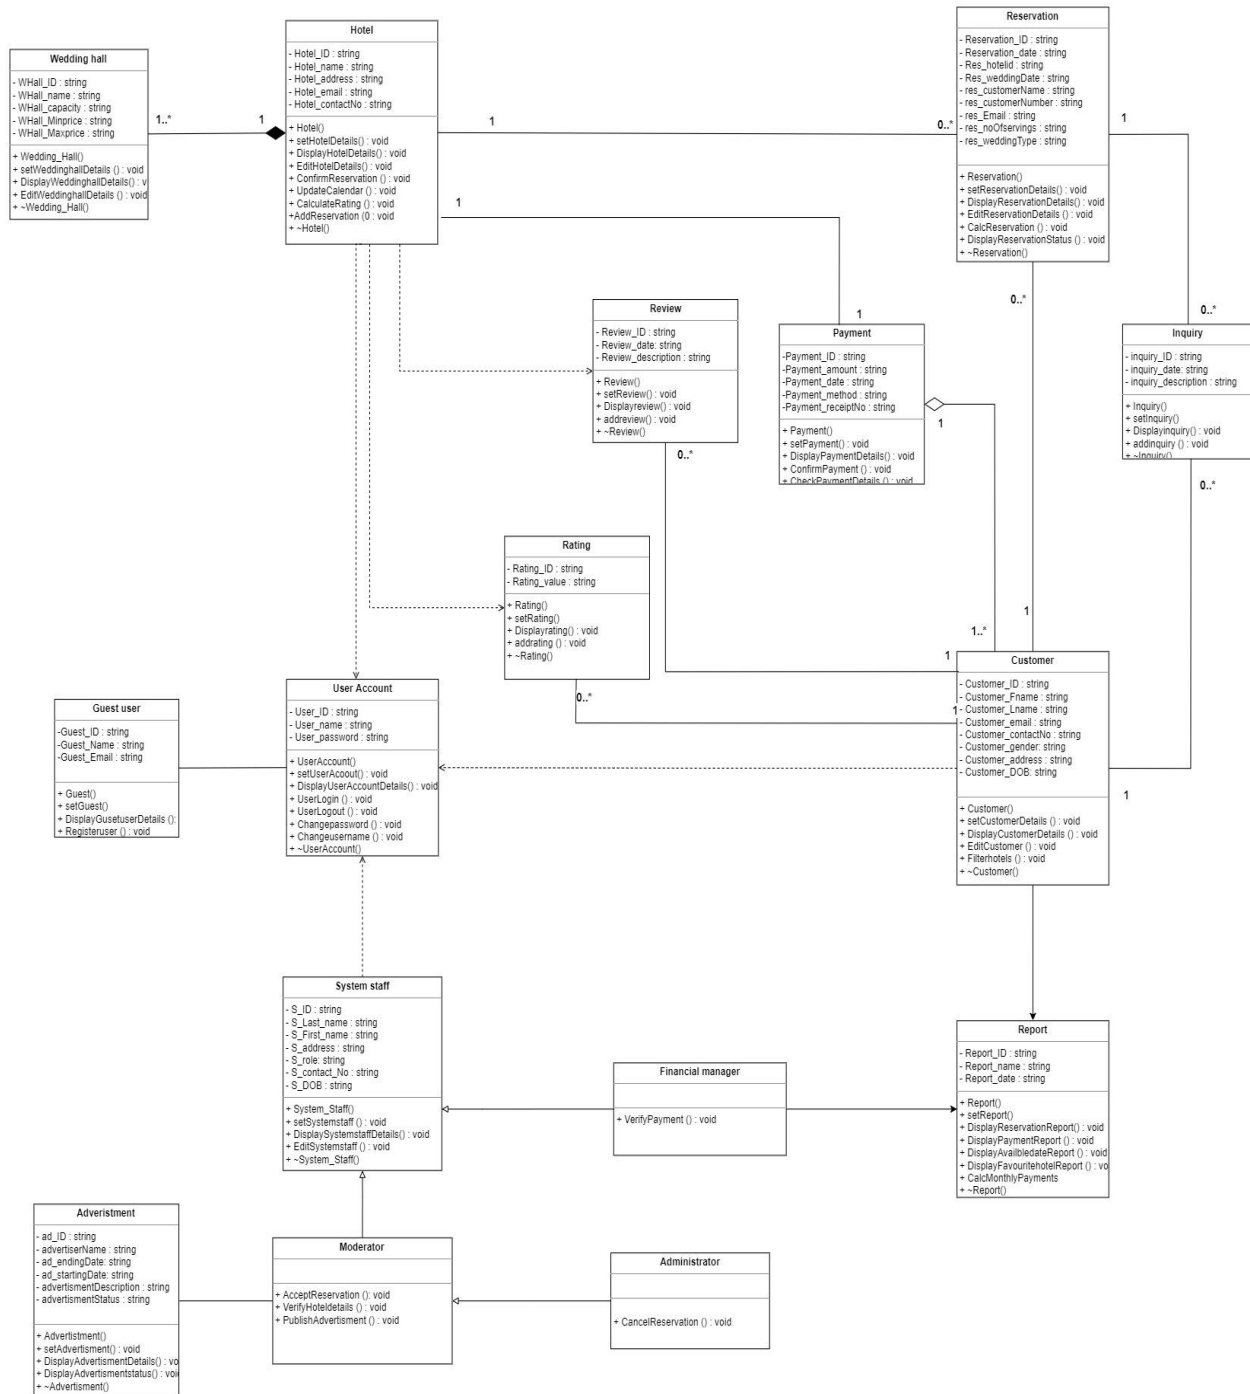 Hotel
- Hotel_ID : string
- Hotel_name : string
- Hotel_address : string
- Hotel_email : string
- Hotel_contactNo : string
+ Hotel()
+ setHotelDetails() : void
+ DisplayHotelDetails() : void
+ EditHotelDetails() : void
+ ConfirmReservation () : void
+ UpdateCalendar () : void
+ CalculateRating () : void
+AddReservation (0 : void
+ ~Hotel()
Reservation
- Reservation_ID : string
- Reservation_date : string
- Res_hotelid : string
- Res_weddingDate : string
- res_customerName : string
- res_customerNumber : string
- res_Email : string
- res_noOfservings : string
- res_weddingType : string
+ Reservation()
+ setReservationDetails() : void
+ DisplayReservationDetails() : void
+ EditReservationDetails () : void
+ CalcReservation () : void
+ DisplayReservationStatus () : void
+ ~Reservation()
Wedding hall
- WHall_ID : string
- WHall_name : string
- WHall_capacity : string
- WHall_Minprice : string
- WHall_Maxprice : string
+ Wedding_Hall()
+ setWeddinghallDetails () : void
+ DisplayWeddinghallDetails() : v
+ EditWeddinghallDetails () : void
+ ~Wedding_Hall()
1..*
1
1
0..*
1
1
1
0..*
0..*
Review
- Review_ID : string
- Review_date: string
- Review_description : string
+ Review()
+ setReview() : void
+ Displayreview() : void
+ addreview() : void
+ ~Review()
0..*
Payment
-Payment_ID : string
-Payment_amount : string
-Payment_date : string
-Payment_method : string
-Payment_receiptNo : string
+ Payment()
+ setPayment() : void
+ DisplayPaymentDetails() : void
+ ConfirmPayment () : void
+ CheckPaymentDetails () : void
1
Inquiry
- inquiry_ID : string
- inquiry_date: string
- inquiry_description : string
+ Inquiry()
+ setInquiry()
+ Displayinquiry() : void
+ addinquiry () : void
+ ~Inquiry()
0..*
Rating
- Rating_ID : string
- Rating_value : string
+ Rating()
+ setRating()
+ Displayrating() : void
+ addrating () : void
+ ~Rating()
0..*
1..*
1
1
1
1
Customer
- Customer_ID : string
- Customer_Fname : string
- Customer_Lname : string
- Customer_email : string
- Customer_contactNo : string
- Customer_gender: string
- Customer_address : string
- Customer_DOB: string
+ Customer()
+ setCustomerDetails () : void
+ DisplayCustomerDetails () : void
+ EditCustomer () : void
+ Filterhotels () : void
+ ~Customer()
User Account
- User_ID : string
- User_name : string
- User_password : string
+ UserAccount()
+ setUserAcoout() : void
+ DisplayUserAccountDetails() : void
+ UserLogin () : void
+ UserLogout () : void
+ Changepassword () : void
+ Changeusername () : void
+ ~UserAccount()
Guest user
-Guest_ID : string
-Guest_Name : string
-Guest_Email : string
+ Guest()
+ setGuest()
+ DisplayGusetuserDetails () :
+ Registeruser () : void
System staff
- S_ID : string
- S_Last_name : string
- S_First_name : string
- S_address : string
- S_role: string
- S_contact_No : string
- S_DOB : string
+ System_Staff()
+ setSystemstaff () : void
+ DisplaySystemstaffDetails() : void
+ EditSystemstaff () : void
+ ~System_Staff()
Financial manager
+ VerifyPayment () : void
Report
- Report_ID : string
- Report_name : string
- Report_date : string
+ Report()
+ setReport()
+ DisplayReservationReport() : void
+ DisplayPaymentReport () : void
+ DisplayAvailbledateReport () : void
+ DisplayFavouritehotelReport () : vo
+ CalcMonthlyPayments
+ ~Report()
Adveristment
- ad_ID : string
- advertiserName : string
- ad_endingDate: string
- ad_startingDate: string
- advertismentDescription : string
- advertismentStatus : string
+ Advertistment()
+ setAdvertisment() : void
+ DisplayAdvertismentDetails() : vo
+ DisplayAdvertismentstatus() : voi
+ ~Advertisment()
Moderator
+ AcceptReservation (): void
+ VerifyHoteldetails () : void
+ PublishAdvertisment () : void
Administrator
+ CancelReservation () : void